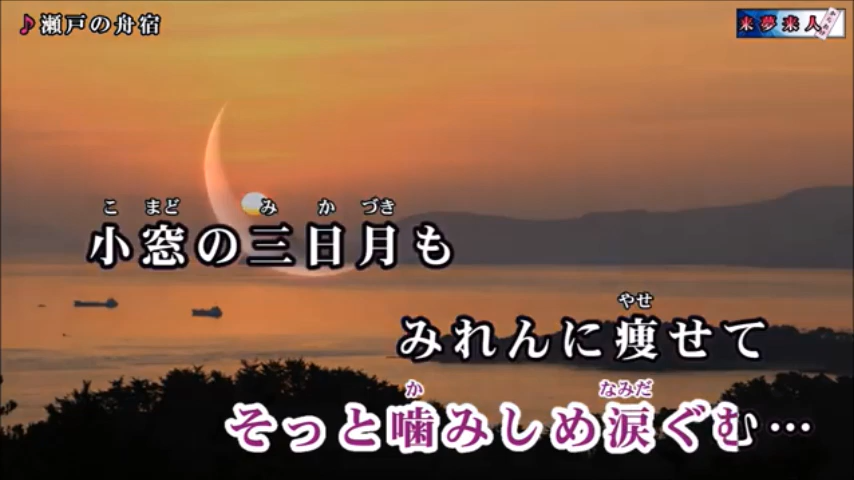 ♪瀬戸の舟宿
来夢来人
こまど みかづき
小窓の三日月も
やせ
みれんに痩せて
か なみだ
そっと噛みしめ涙ぐむ…